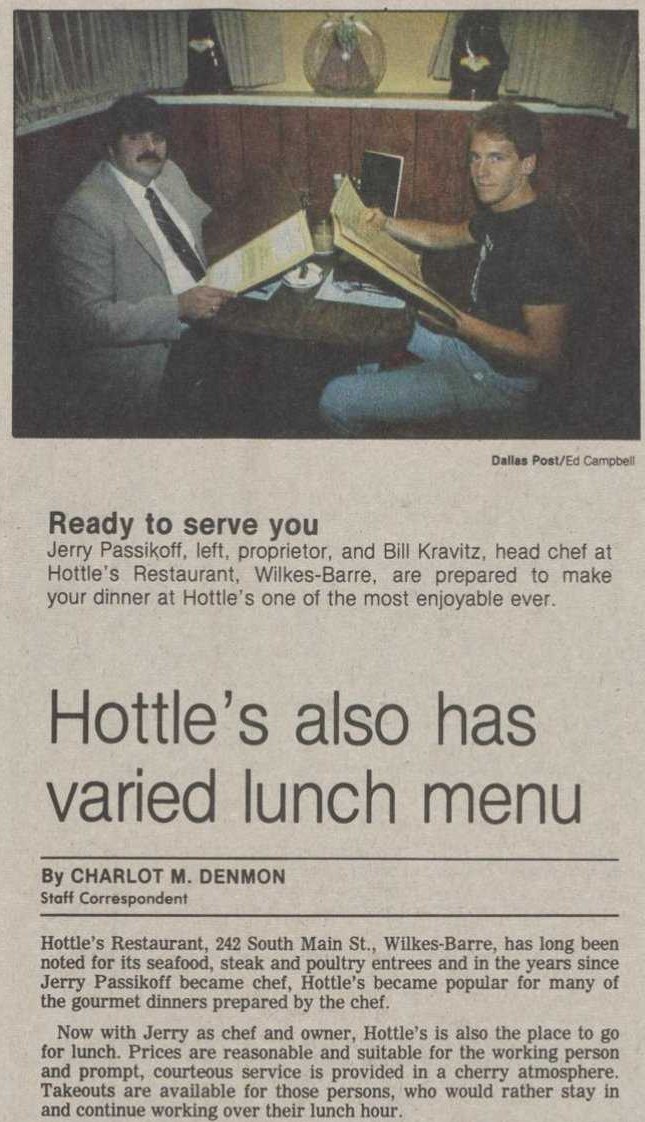 Dallas Post/Ed Campbell
Ready to serve you
Jerry Passikoff, left, proprietor, and Bill Kravitz, head chef at
Hottle's Restaurant, Wilkes-Barre, are prepared to make
your dinner at Hottle's one of the most enjoyable ever.
Hottle's also has
varied lunch menu
By CHARLOT M. DENMON
Staff Correspondent
Hottle's Restaurant, 242 South Main St., Wilkes-Barre, has long been
noted for its seafood, steak and poultry entrees and in the years since
Jerry Passikoff became chef, Hottle's became popular for many of
the gourmet dinners prepared by the chef.
Now with Jerry as chef and owner, Hottle's is also the place to go
for lunch. Prices are reasonable and suitable for the working person
and prompt, courteous service is provided in a cherry atmosphere.
Takeouts are available for those persons, who would rather stay in
and continue working over their lunch hour.